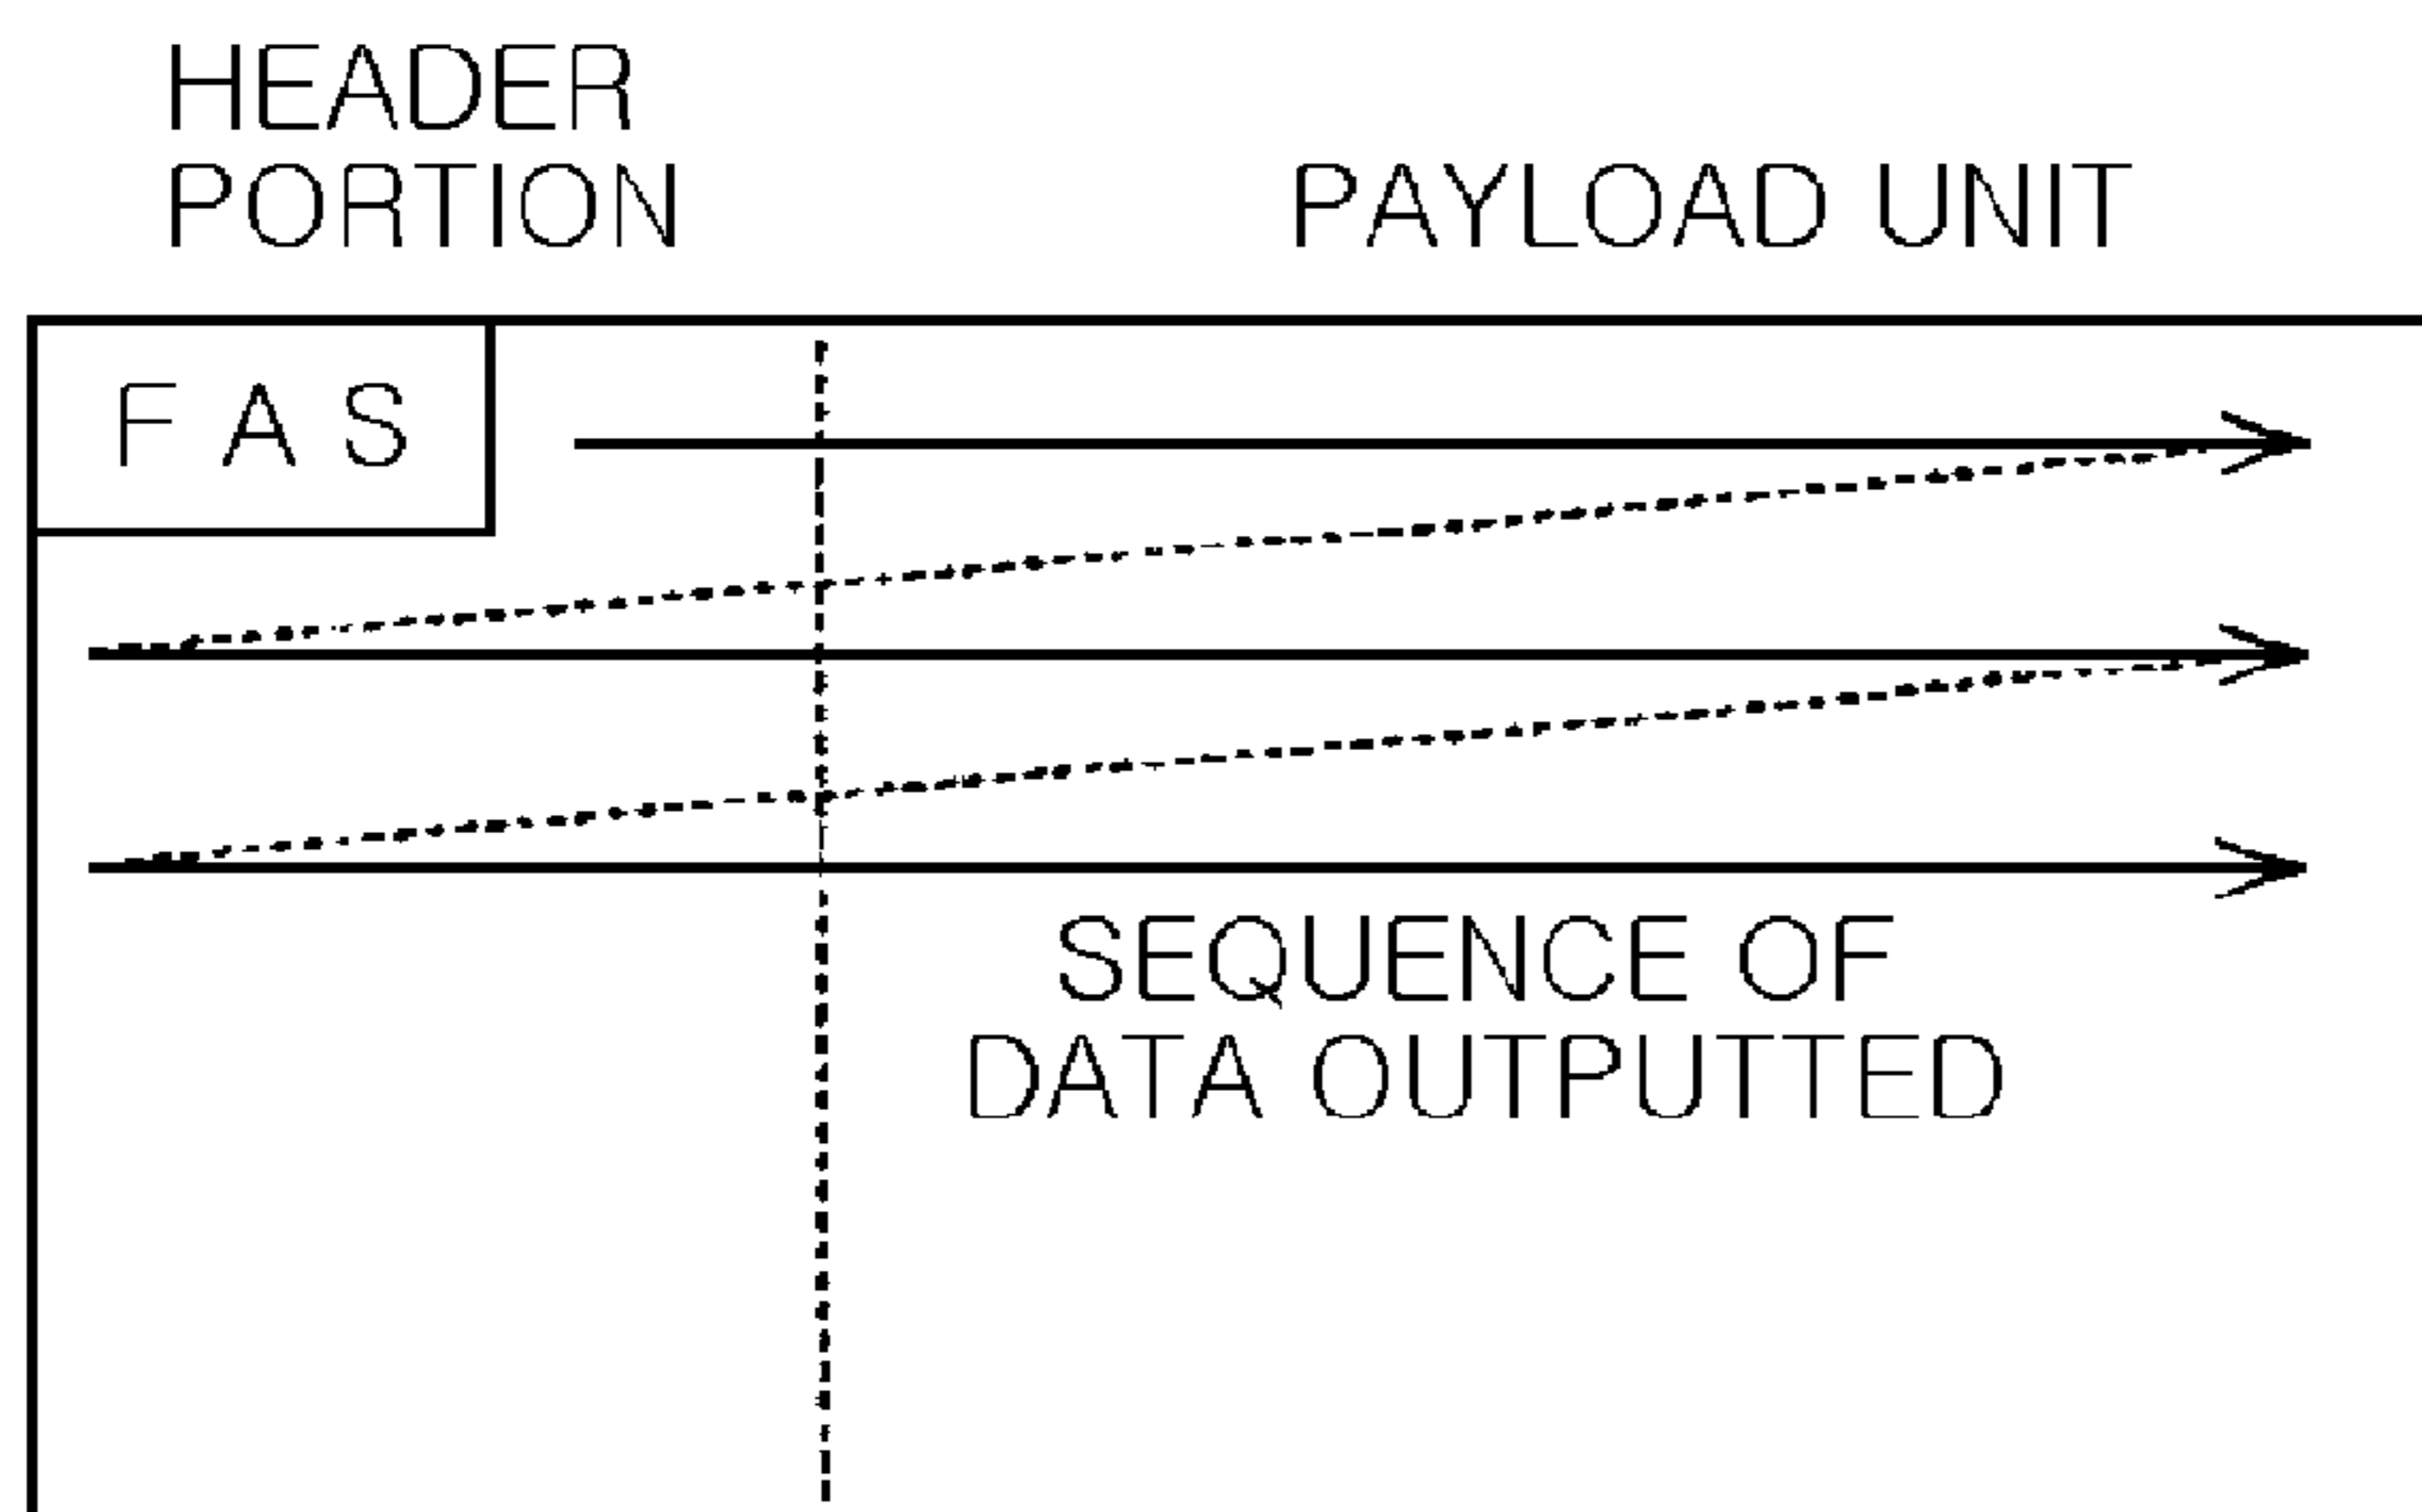 HEADER
PORTION
PAYLOAD UNIT
F A S
SEQUENCE OF
DATA OUTPUTTED